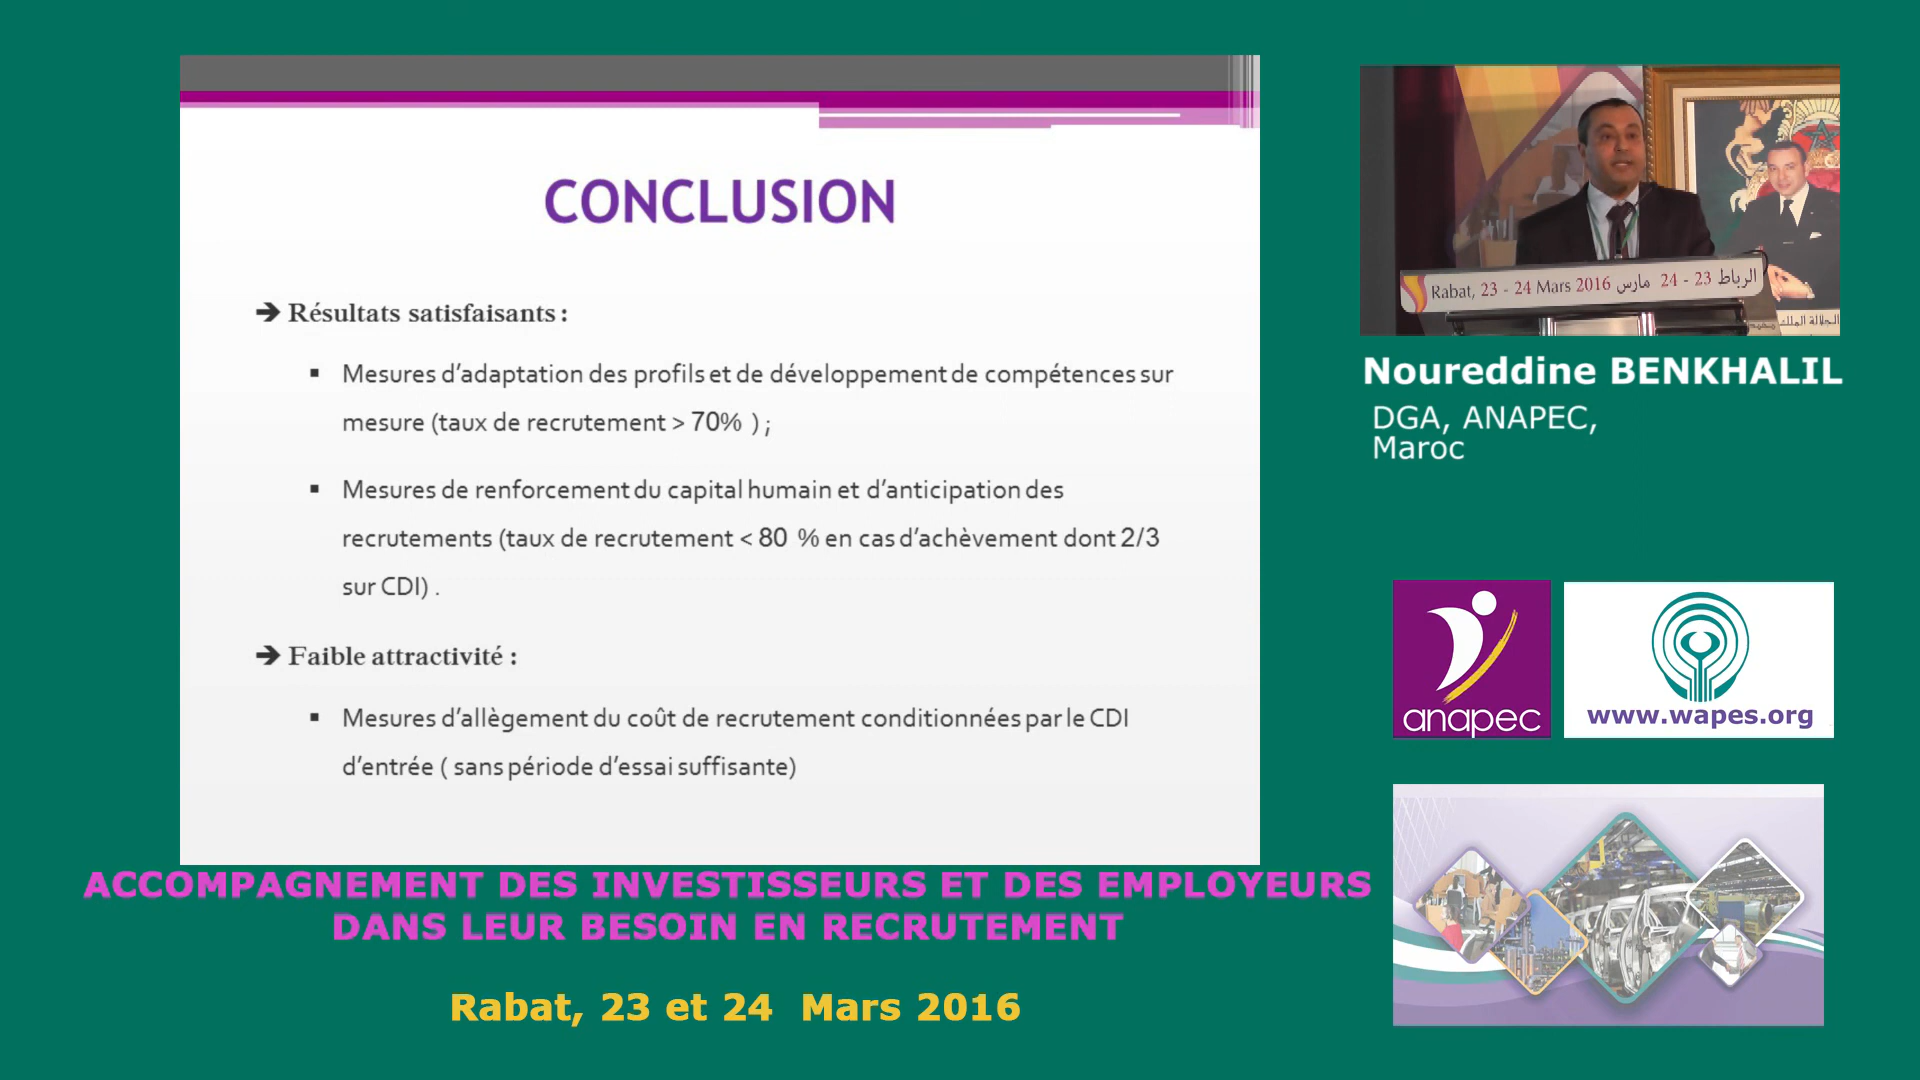 CONCLUSION
➔ Résultats satisfaisants :
▪ Mesures d’adaptation des profils et de développement de compétences sur
mesure (taux de recrutement > 70% ) ;
▪ Mesures de renforcement du capital humain et d’anticipation des
recrutements (taux de recrutement < 80 % en cas d’achèvement dont 2/3
sur CDI) .
➔ Faible attractivité :
▪ Mesures d’allègement du coût de recrutement conditionnées par le CDI
d’entrée ( sans période d’essai suffisante)
ACCOMPAGNEMENT DES INVESTISSEURS ET DES EMPLOYEURS
DANS LEUR BESOIN EN RECRUTEMENT
Rabat, 23 et 24 Mars 2016
Rabat, 23 - 24 Mars 2016 الرباط 23 - 24 مارس
Noureddine BENKHALIL
DGA, ANAPEC,
Maroc
anapec
www.wapes.org